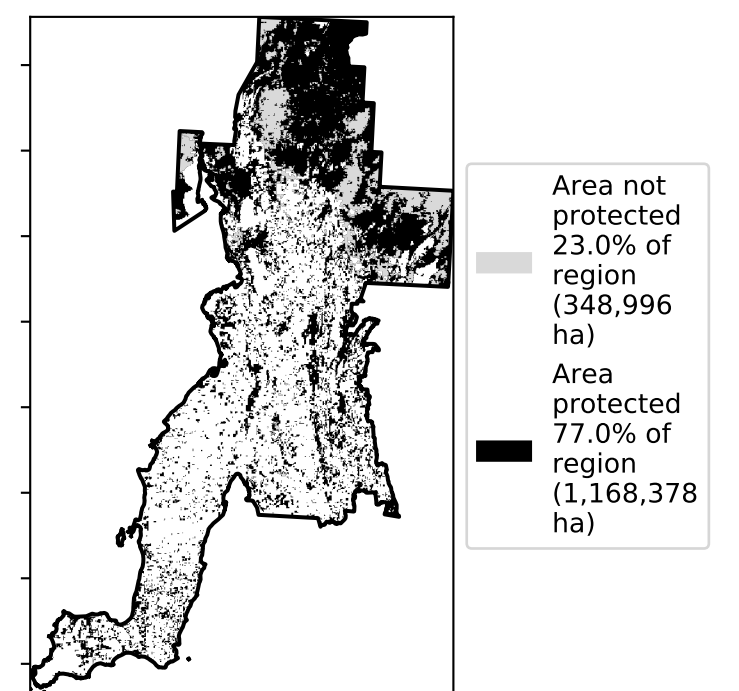 Area not
protected
23.0% of
region
(348,996
ha)
Area
protected
77.0% of
region
(1,168,378
ha)